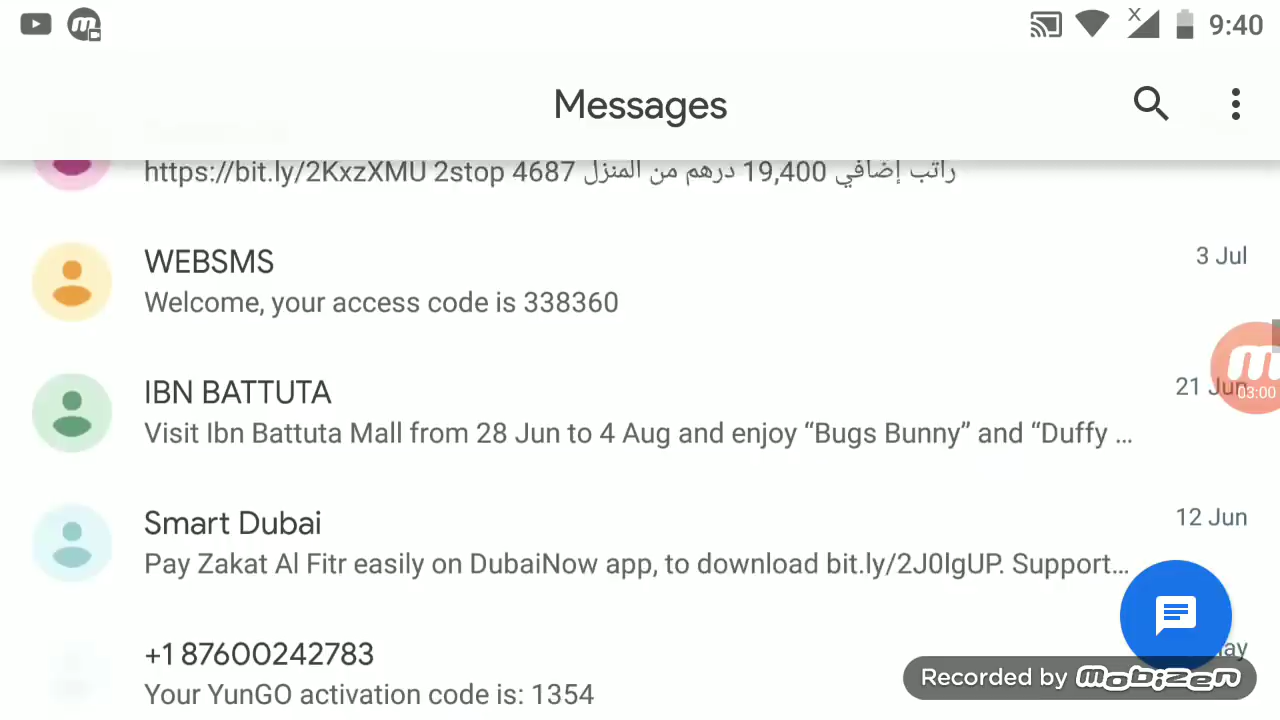 9:40
Messages
https://bit.ly/2KxzXMU 2stop 4687 راتب إضافي 19,400 درهم من المنزل
WEBSMS
3 Jul
Welcome, your access code is 338360
IBN BATTUTA
21 Jun
03:00
Visit Ibn Battuta Mall from 28 Jun to 4 Aug and enjoy “Bugs Bunny” and “Duffy ...
Smart Dubai
12 Jun
Pay Zakat Al Fitr easily on DubaiNow app, to download bit.ly/2J0lgUP. Support...
+1 87600242783
Your YunGO activation code is: 1354
Recorded by mobizen